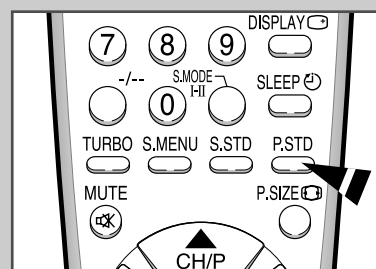 DISPLAY
7 8 9
-/-- S.MODE SLEEP
I-II
0
TURBO S.MENU S.STD P.STD
MUTE P.SIZE
CH/P